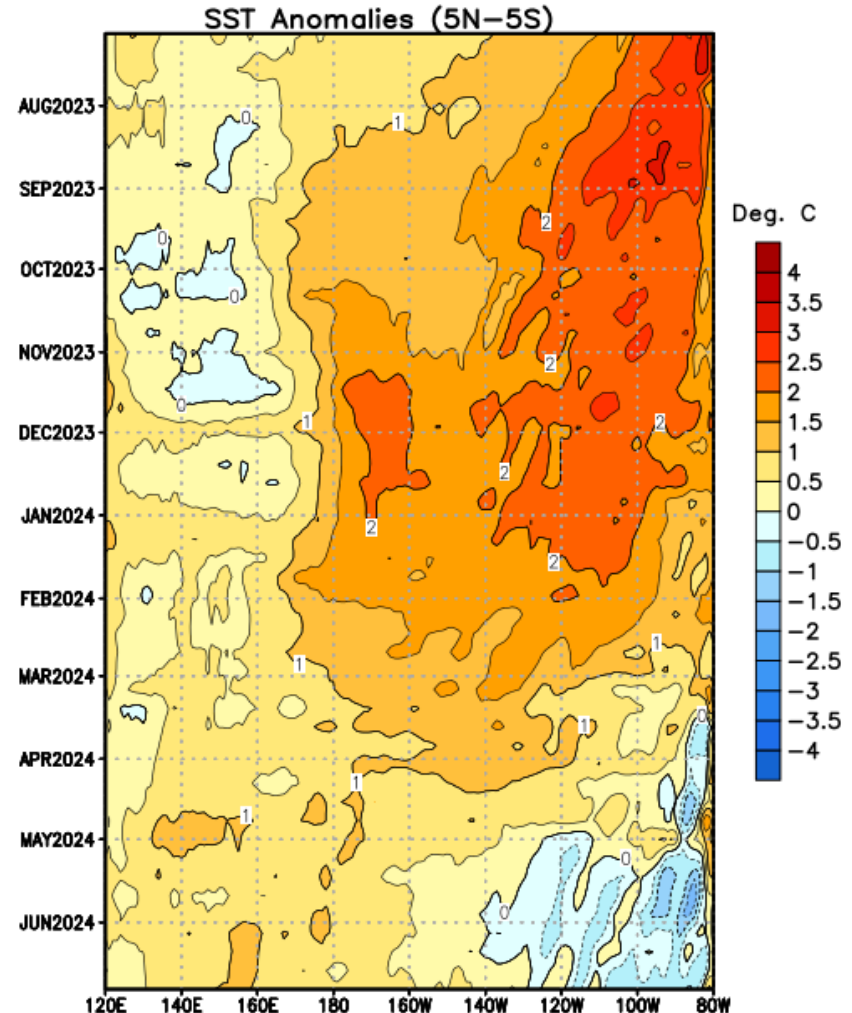 SST Anomalies (5N-5S)
AUG2023
SEP2023
OCT2023
NOV2023
DEC2023
JAN2024
FEB2024
MAR2024
APR2024
MAY2024
JUN2024
120E 140E 160E 180 160W 140W 120W 100W 80W
0
1
2
0
0
2
0
1
2
2
2
2
1
1
1
0
1
1
0
0
Deg. C
4
3.5
3
2.5
2
1.5
1
0.5
0
-0.5
-1
-1.5
-2
-2.5
-3
-3.5
-4